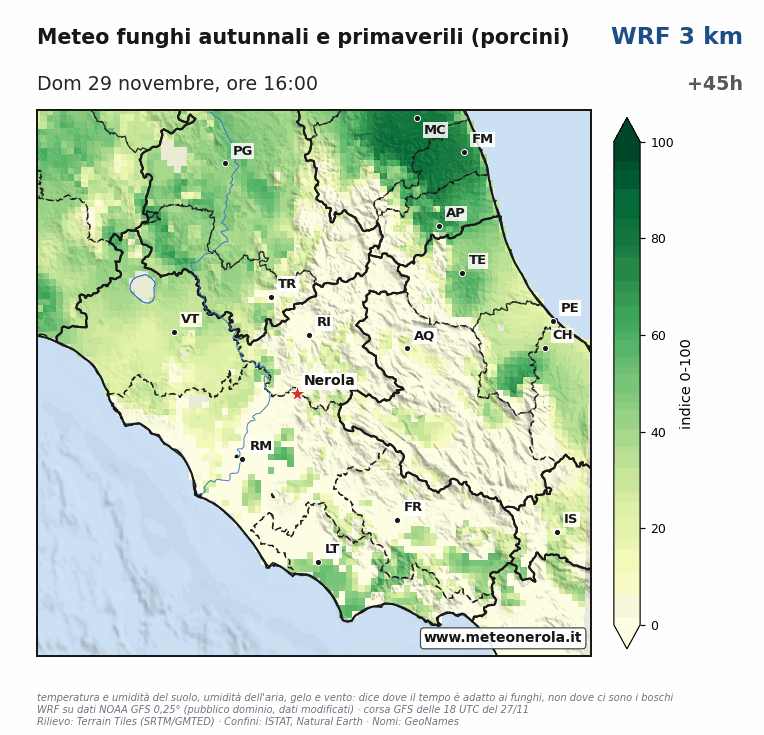 Meteo funghi autunnali e primaverili (porcini)
WRF 3 km
Dom 29 novembre, ore 16:00
+45h
MC
FM
PG
AP
TE
TR
PE
VT
RI
AQ
CH
Nerola
RM
FR
IS
LT
www.meteonerola.it
100
80
60
40
20
0
indice 0-100
temperatura e umidità del suolo, umidità dell'aria, gelo e vento: dice dove il tempo è adatto ai funghi, non dove ci sono i boschi
WRF su dati NOAA GFS 0,25° (pubblico dominio, dati modificati) · corsa GFS delle 18 UTC del 27/11
Rilievo: Terrain Tiles (SRTM/GMTED) · Confini: ISTAT, Natural Earth · Nomi: GeoNames